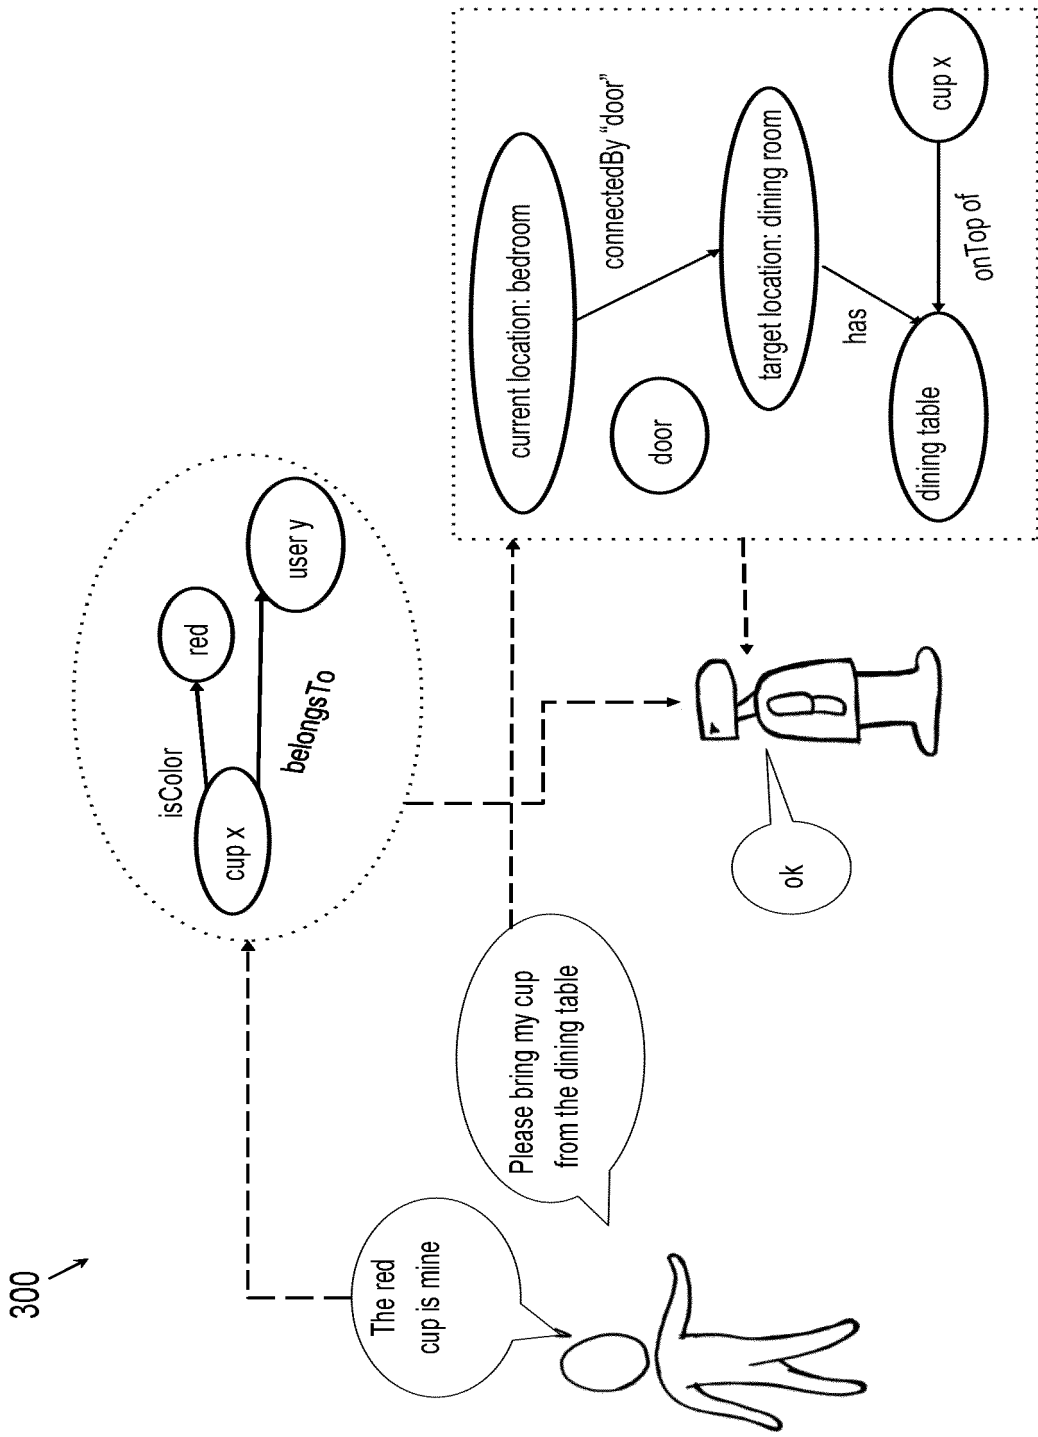 300
The red
cup is mine
Please bring my cup
from the dining table
cup x
isColor
red
belongsTo
user y
ok
current location: bedroom
connectedBy "door"
door
target location: dining room
has
dining table
onTop of
cup x